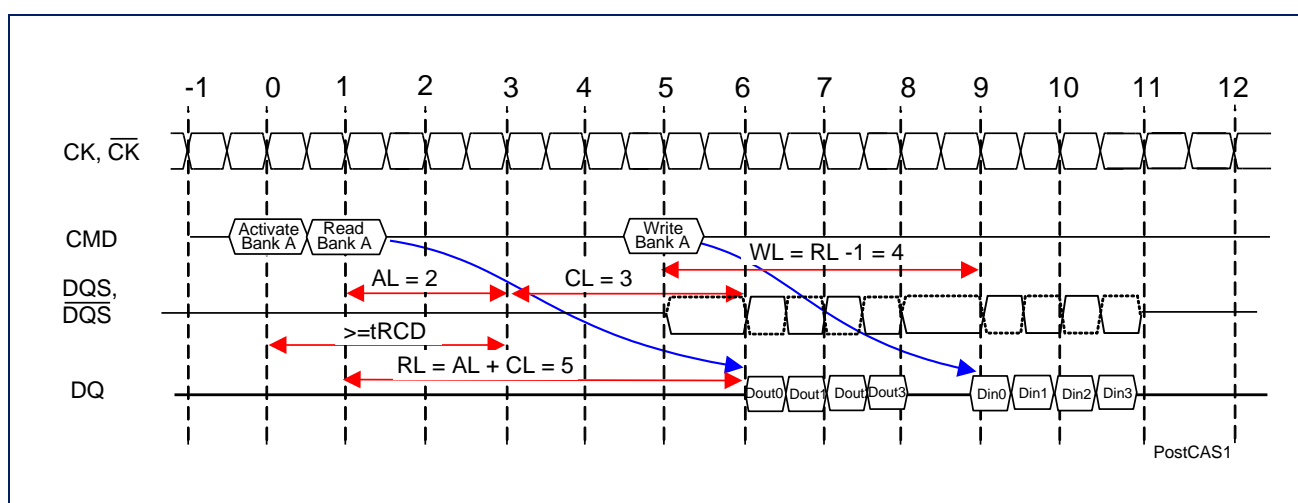 -1 0 1 2 3 4 5 6 7 8 9 10 11 12
CK, CK
CMD
Activate
Bank A
Read
Bank A
Write
Bank A
WL = RL -1 = 4
AL = 2
CL = 3
DQS,
DQS
>=tRCD
RL = AL + CL = 5
DQ
Dout0 Dout1 Dout2 Dout3 Din0 Din1 Din2 Din3
PostCAS1